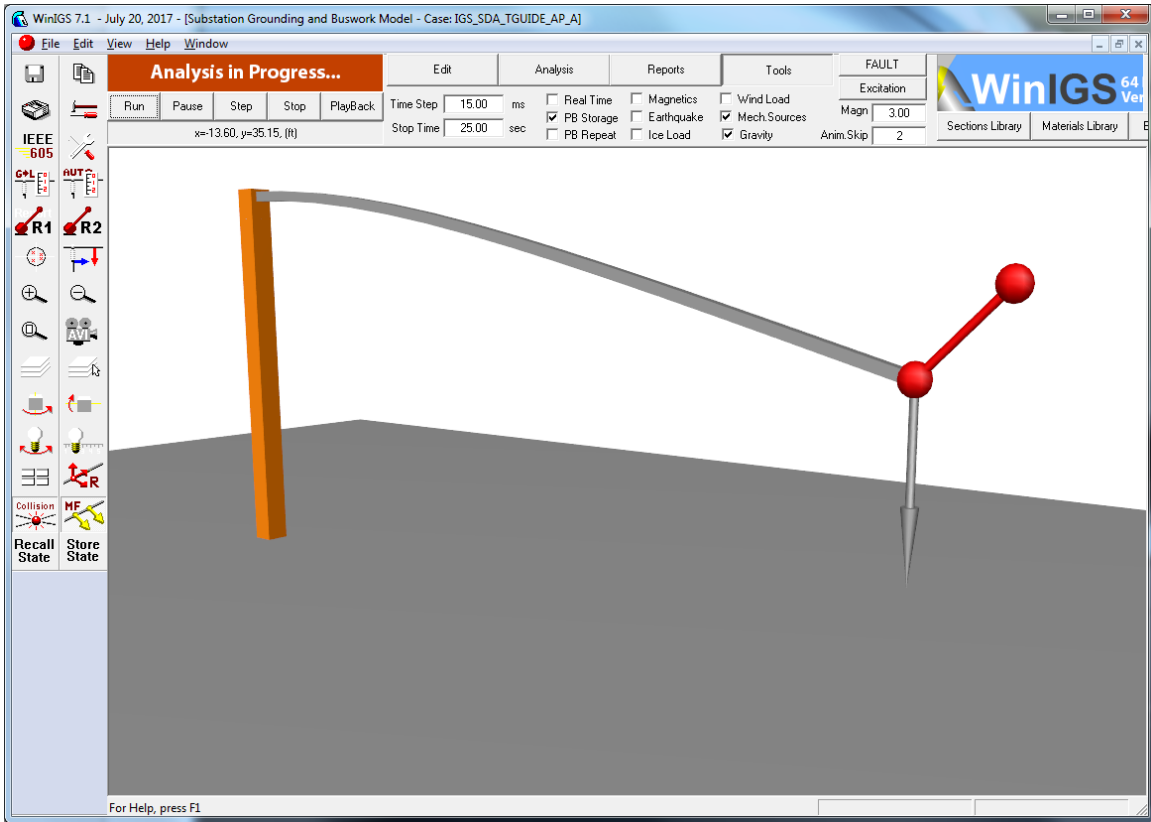 WinIGS 7.1 - July 20, 2017 - [Substation Grounding and Buswork Model - Case: IGS_SDA_TGUIDE_AP_A]
File Edit View Help Window
Analysis in Progress...
Edit Analysis Reports Tools
FAULT
Excitation
Magn 3.00
Anim.Skip 2
WinIGS 64
Ver
Run Pause Step Stop PlayBack
x=-13.60, y=35.15, (ft)
Time Step 15.00 ms
Stop Time 25.00 sec
Real Time Magnetics Wind Load
PB Storage Earthquake Mech.Sources
PB Repeat Ice Load Gravity
Sections Library Materials Library E
IEEE
605
G+L
AUT
R1 R2
AVI
R
Collision MF
Recall
State
Store
State
For Help, press F1